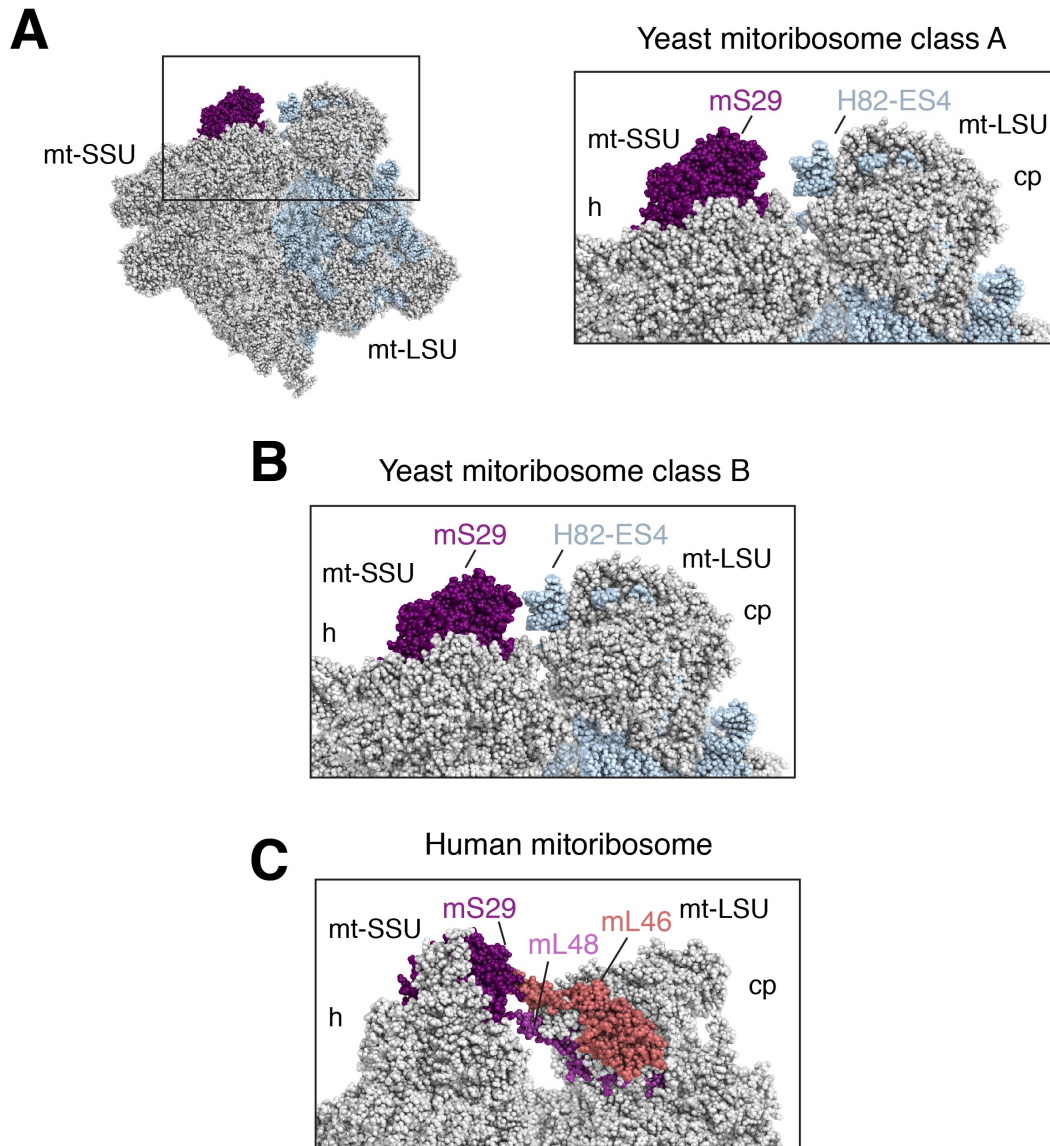 A
Yeast mitoribosome class A
mt-SSU
mt-LSU
mS29
H82-ES4
mt-SSU
mt-LSU
h
cp
B
Yeast mitoribosome class B
mS29
H82-ES4
mt-SSU
mt-LSU
h
cp
C
Human mitoribosome
mS29
mL46
mt-LSU
mt-SSU
mL48
h
cp